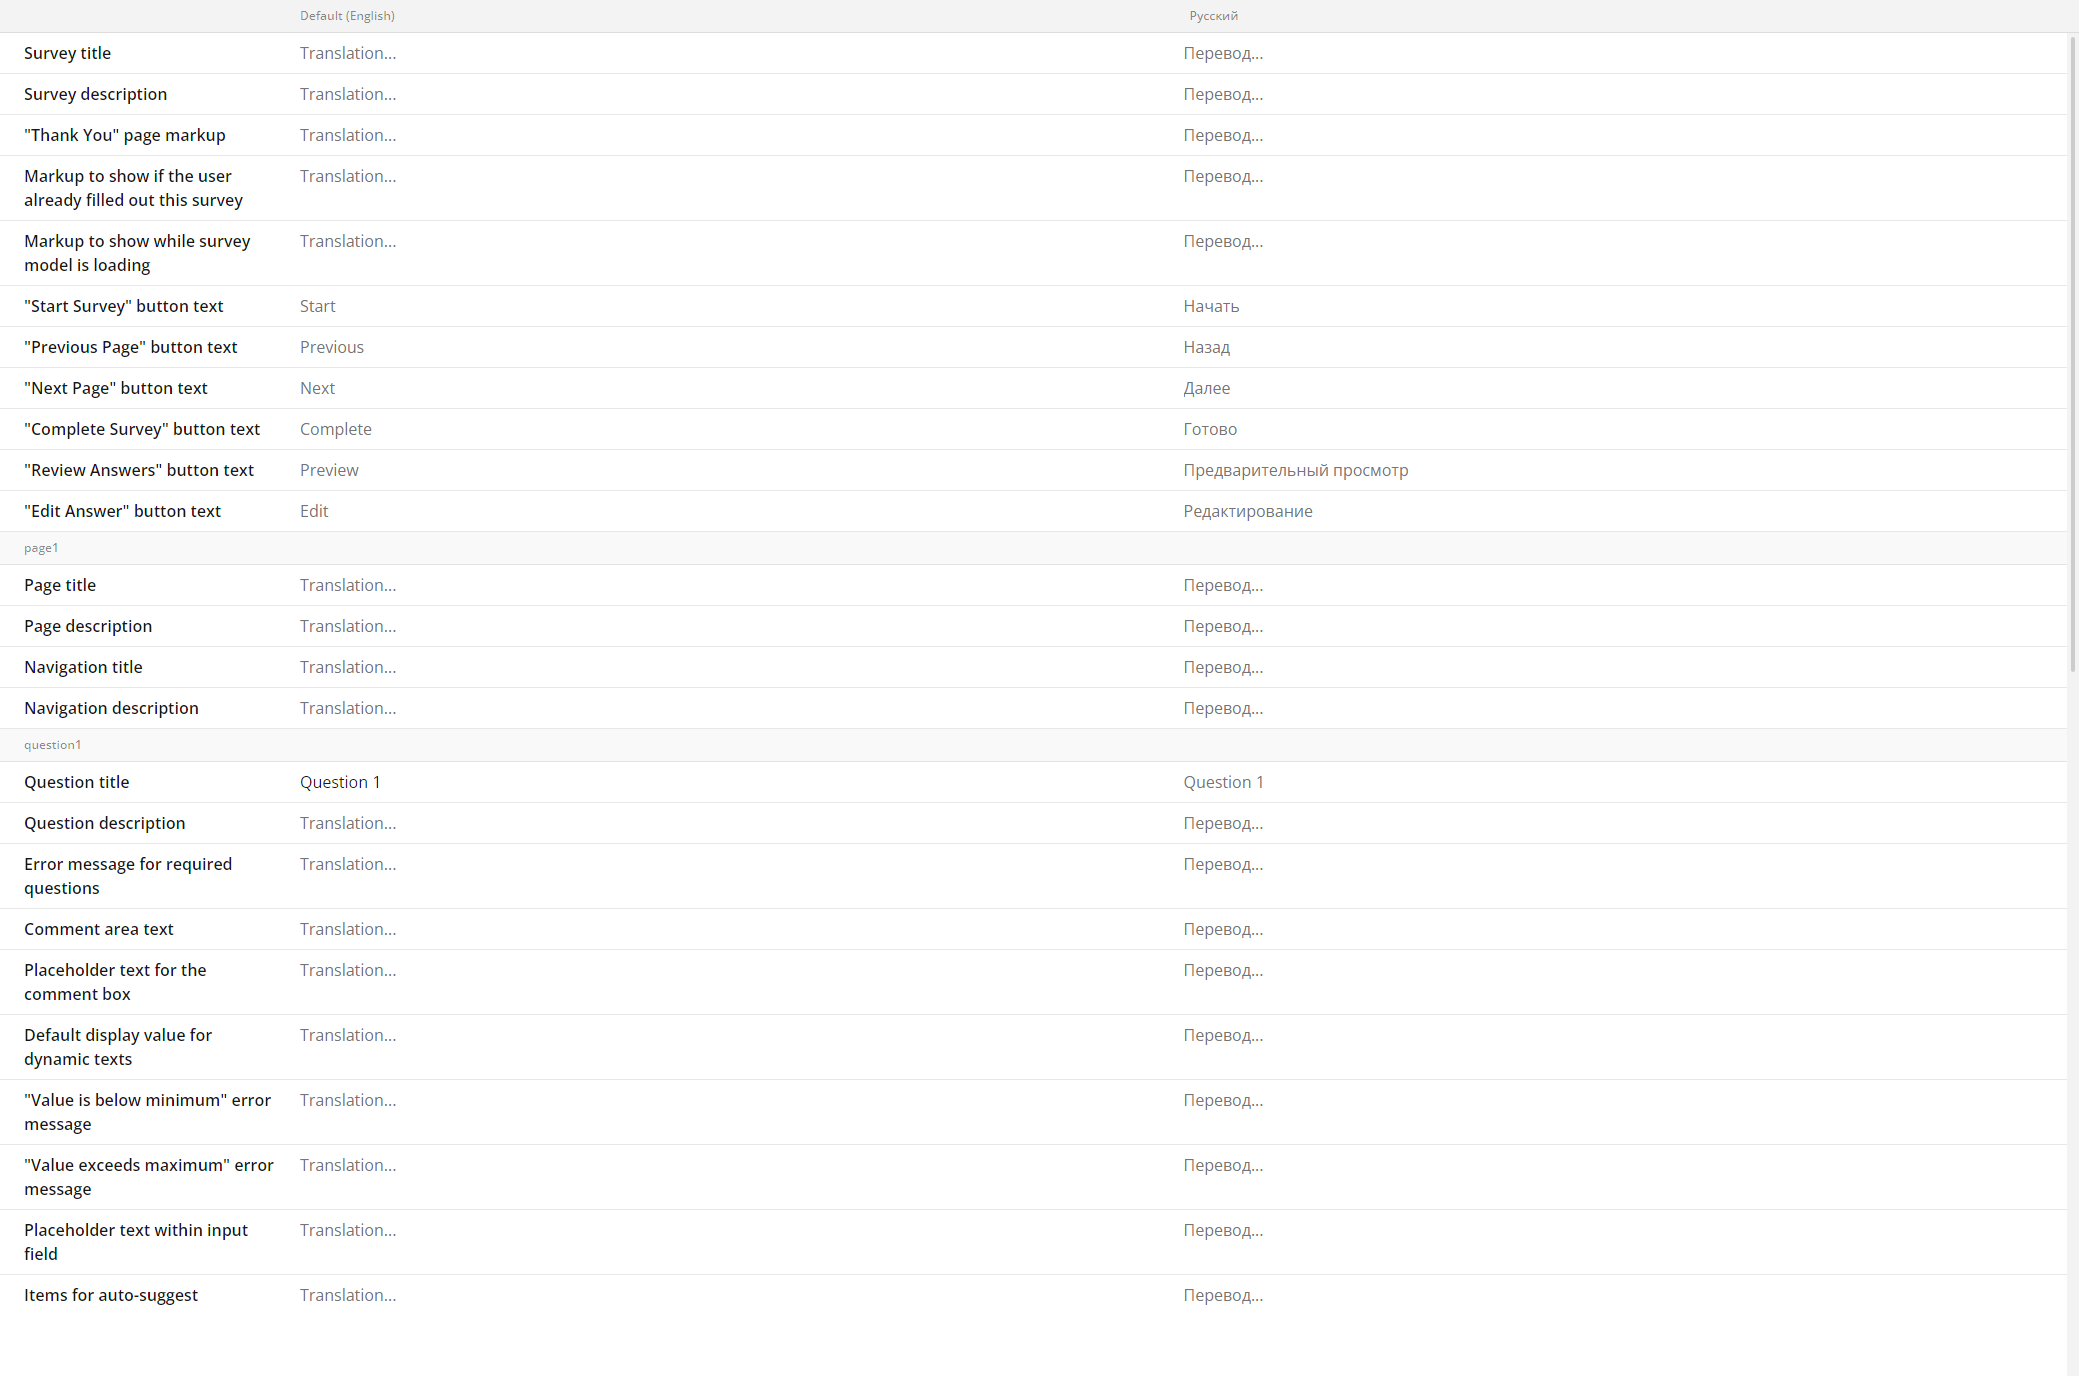 Default (English) Русский
Survey title Translation... Перевод...
Survey description Translation... Перевод...
"Thank You" page markup Translation... Перевод...
Markup to show if the user Translation... Перевод...
already filled out this survey
Markup to show while survey Translation... Перевод...
model is loading
"Start Survey" button text Start Начать
"Previous Page" button text Previous Назад
"Next Page" button text Next Далее
"Complete Survey" button text Complete Готово
"Review Answers" button text Preview Предварительный просмотр
"Edit Answer" button text Edit Редактирование
page1
Page title Translation... Перевод...
Page description Translation... Перевод...
Navigation title Translation... Перевод...
Navigation description Translation... Перевод...
question1
Question title Question 1 Question 1
Question description Translation... Перевод...
Error message for required Translation... Перевод...
questions
Comment area text Translation... Перевод...
Placeholder text for the Translation... Перевод...
comment box
Default display value for Translation... Перевод...
dynamic texts
"Value is below minimum" error Translation... Перевод...
message
"Value exceeds maximum" error Translation... Перевод...
message
Placeholder text within input Translation... Перевод...
field
Items for auto-suggest Translation... Перевод...